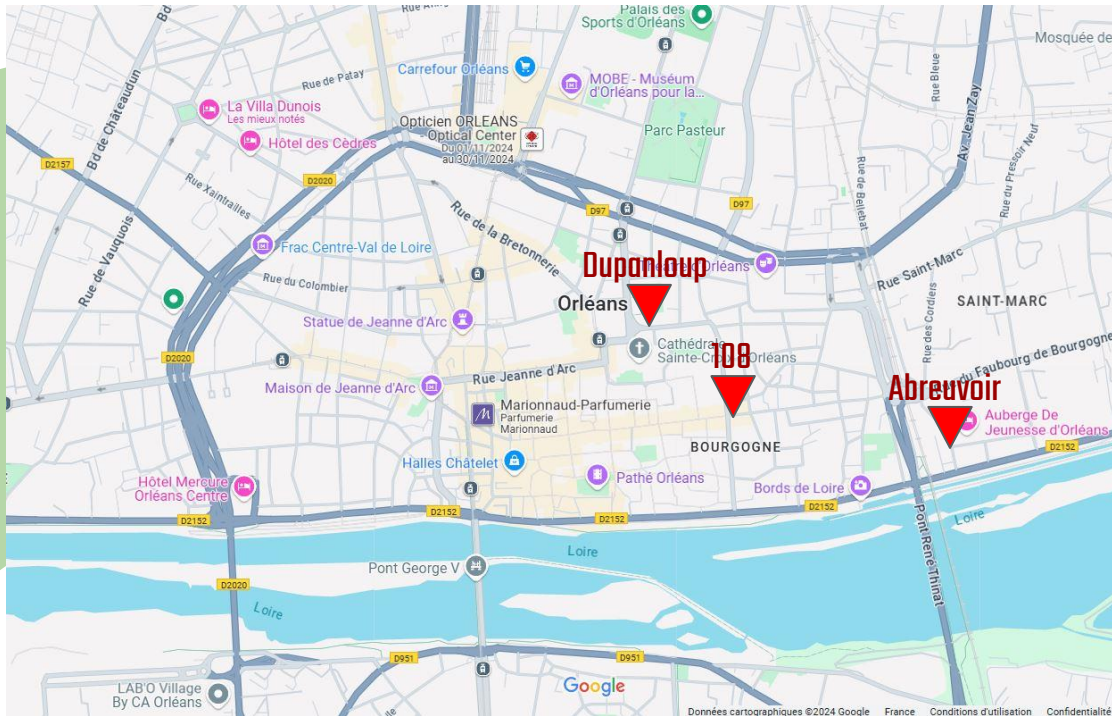 Palais des
Sports d'Orléans
Mosquée de
Bd de Châteaudun
Rue de Patay
Carrefour Orléans
MOBE - Muséum
d'Orléans pour la...
Rue Bleue
Av. Jean Zay
La Villa Dunois
Les mieux notés
Hôtel des Cèdres
Opticien ORLEANS
- Optical Center
Du 01/11/2024
au 30/11/2024
Parc Pasteur
Rue de Bellebat
Rue du Pressoir Neuf
D2157
D2020
Rue Xaintrailles
Rue de Vauquois
Rue de la Bretonnerie
D97
D97
Frac Centre-Val de Loire
Dupanloup
d'Orléans
Rue Saint-Marc
Rue du Colombier
Orléans
SAINT-MARC
Statue de Jeanne d'Arc
Rue des Cordiers
Cathédrale
Sainte-Croix d'Orléans
108
D2020
Rue Jeanne d'Arc
Rue du Faubourg de Bourgogne
Maison de Jeanne d'Arc
Abreuvoir
Marionnaud-Parfumerie
Parfumerie
Marionnaud
Auberge De
Jeunesse d'Orléans
BOURGOGNE
D2152
Halles Châtelet
Pathé Orléans
Hôtel Mercure
Orléans Centre
Bords de Loire
D2152
D2152
D2152
D2152
Loire
Loire
Pont René Thinat
Pont George V
D2020
Loire
D951
D951
LAB'O Village
By CA Orléans
Google
Données cartographiques ©2024 Google France Conditions d'utilisation Confidentialité